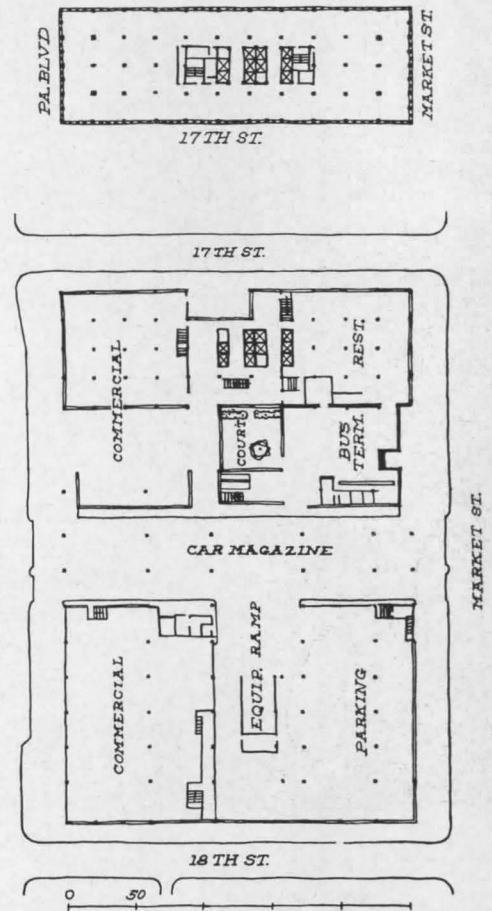 PA. BLVD
MARKET ST.
17TH ST.
17TH ST.
COMMERCIAL
REST.
COURT
BUS
TERM.
CAR MAGAZINE
MARKET ST.
COMMERCIAL
EQUIP. RAMP
PARKING
18TH ST.
0 50